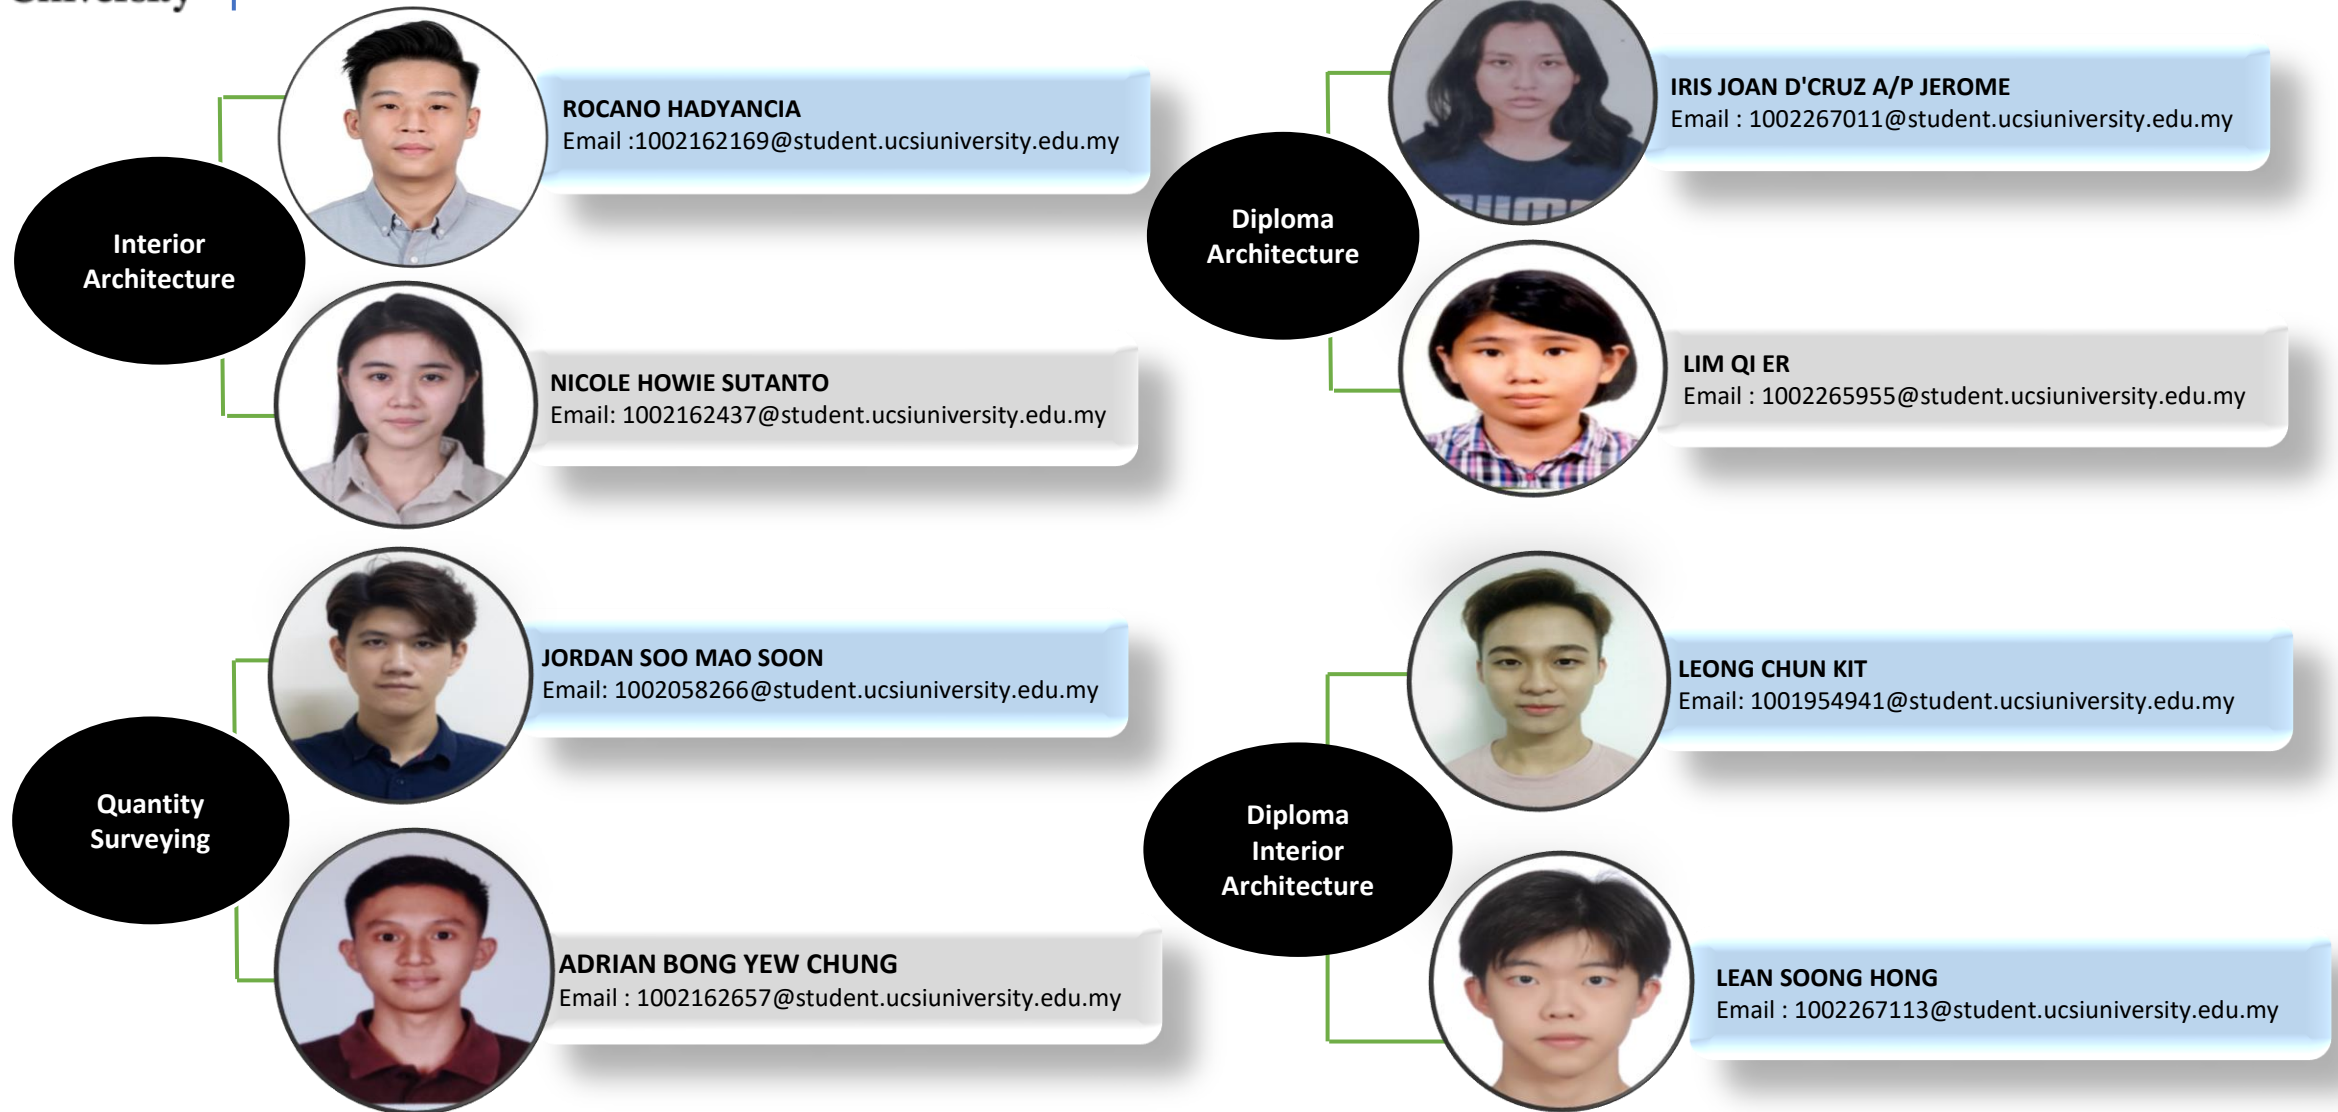 University
Interior
Architecture
ROCANO HADYANCIA
Email :1002162169@student.ucsiuniversity.edu.my
NICOLE HOWIE SUTANTO
Email: 1002162437@student.ucsiuniversity.edu.my
Quantity
Surveying
JORDAN SOO MAO SOON
Email: 1002058266@student.ucsiuniversity.edu.my
ADRIAN BONG YEW CHUNG
Email : 1002162657@student.ucsiuniversity.edu.my
Diploma
Architecture
IRIS JOAN D'CRUZ A/P JEROME
Email : 1002267011@student.ucsiuniversity.edu.my
LIM QI ER
Email : 1002265955@student.ucsiuniversity.edu.my
Diploma
Interior
Architecture
LEONG CHUN KIT
Email: 1001954941@student.ucsiuniversity.edu.my
LEAN SOONG HONG
Email : 1002267113@student.ucsiuniversity.edu.my